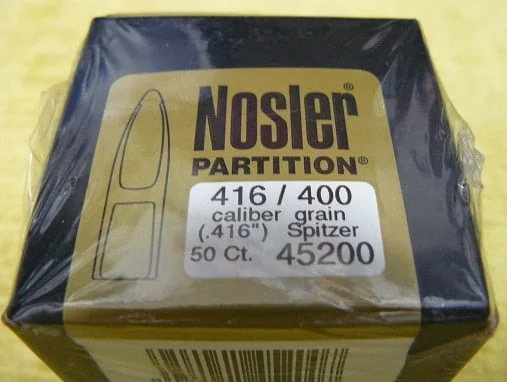 Nosler®
PARTITION®
416 / 400
caliber grain
(.416") Spitzer
50 Ct. 45200